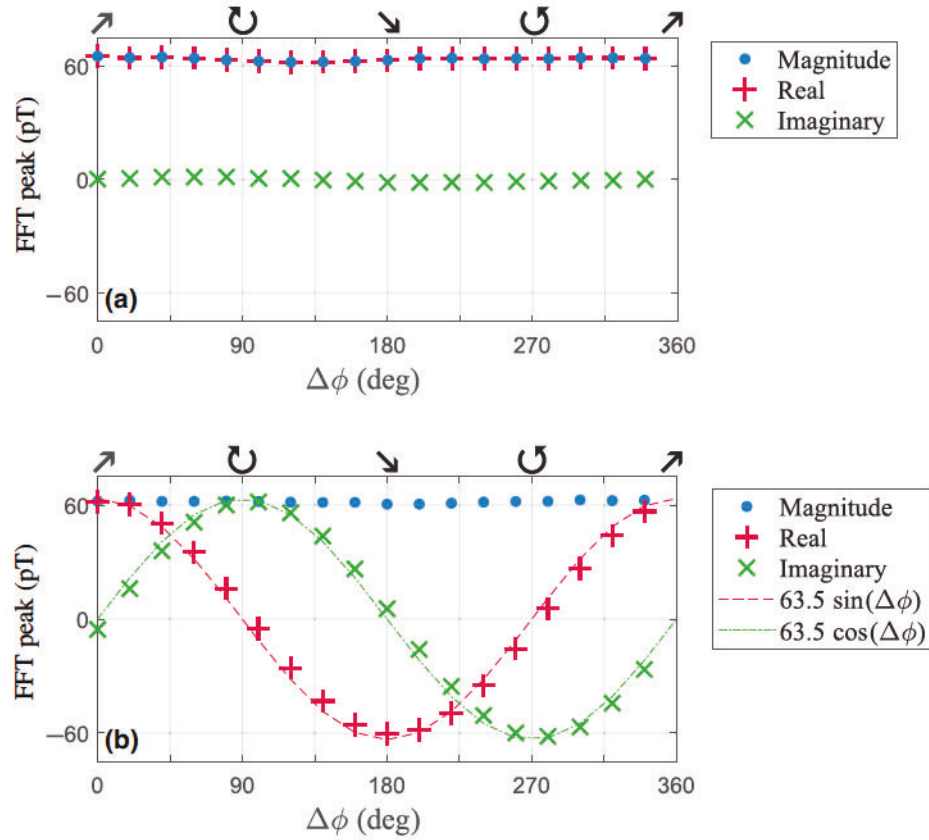 60
0
−60
FFT peak (pT)
(a)
0 90 180 270 360
Δϕ (deg)
Magnitude
Real
Imaginary
60
0
−60
FFT peak (pT)
(b)
0 90 180 270 360
Δϕ (deg)
Magnitude
Real
Imaginary
63.5 sin(Δϕ)
63.5 cos(Δϕ)